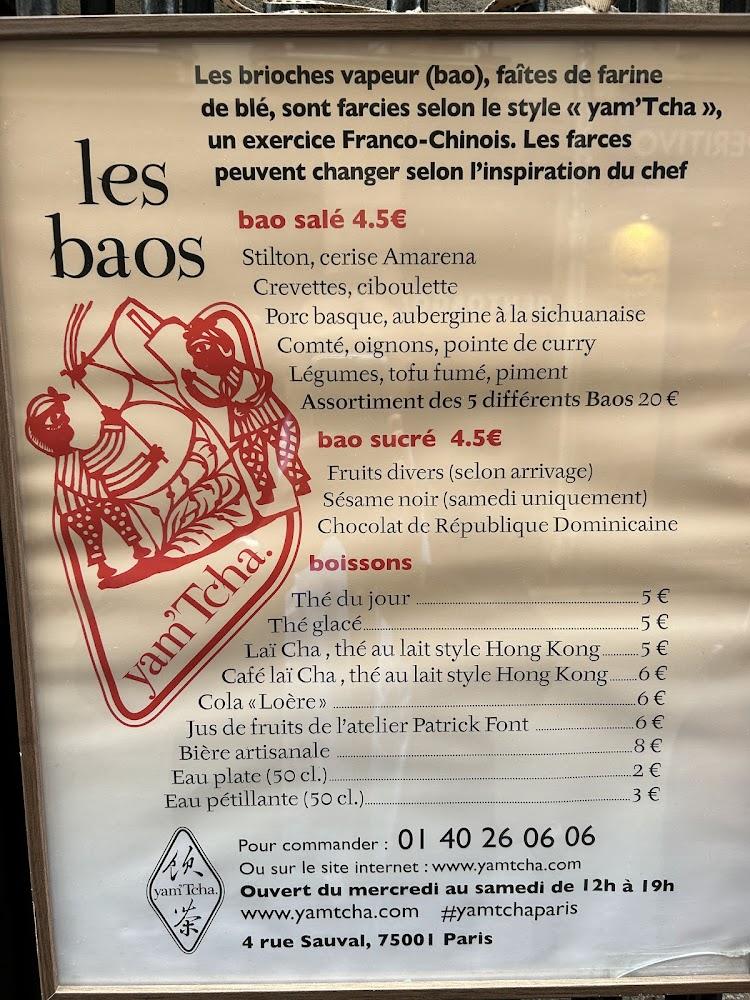 Les brioches vapeur (bao), faîtes de farine
de blé, sont farcies selon le style « yam'Tcha »,
un exercice Franco-Chinois. Les farces
peuvent changer selon l'inspiration du chef
les
baos
bao salé 4.5€
Stilton, cerise Amarena
Crevettes, ciboulette
Porc basque, aubergine à la sichuanaise
Comté, oignons, pointe de curry
Légumes, tofu fumé, piment
Assortiment des 5 différents Baos 20 €
bao sucré 4.5€
Fruits divers (selon arrivage)
Sésame noir (samedi uniquement)
Chocolat de République Dominicaine
yam'Tcha.
boissons
Thé du jour 5 €
Thé glacé 5 €
Laï Cha , thé au lait style Hong Kong 5 €
Café laï Cha , thé au lait style Hong Kong 6 €
Cola « Loère » 6 €
Jus de fruits de l'atelier Patrick Font 6 €
Bière artisanale 8 €
Eau plate (50 cl.) 2 €
Eau pétillante (50 cl.) 3 €
飲
yam'Tcha.
茶
Pour commander : 01 40 26 06 06
Ou sur le site internet : www.yamtcha.com
Ouvert du mercredi au samedi de 12h à 19h
www.yamtcha.com #yamtchaparis
4 rue Sauval, 75001 Paris